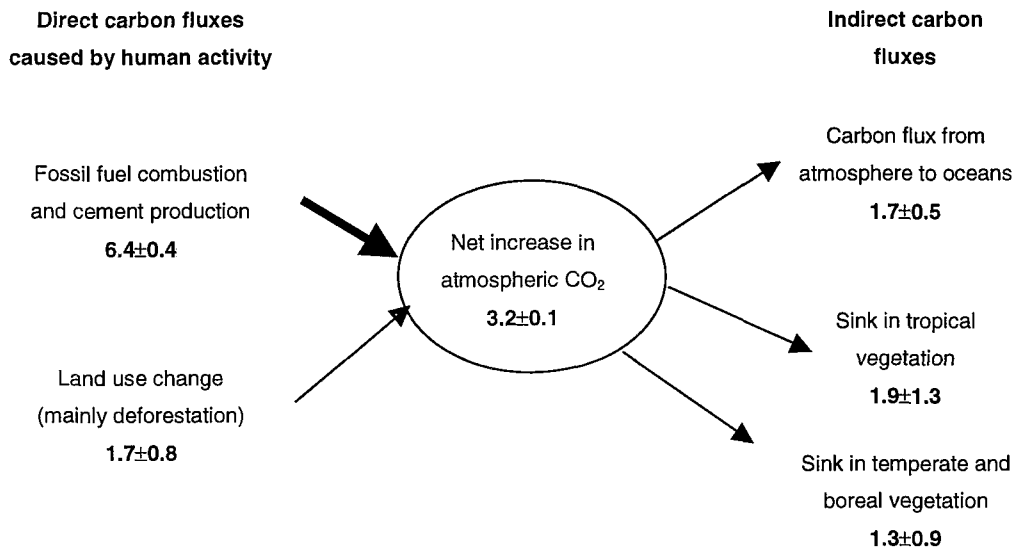 Direct carbon fluxes
caused by human activity
Fossil fuel combustion
and cement production
6.4±0.4
Land use change
(mainly deforestation)
1.7±0.8
Net increase in
atmospheric CO₂
3.2±0.1
Indirect carbon
fluxes
Carbon flux from
atmosphere to oceans
1.7±0.5
Sink in tropical
vegetation
1.9±1.3
Sink in temperate and
boreal vegetation
1.3±0.9